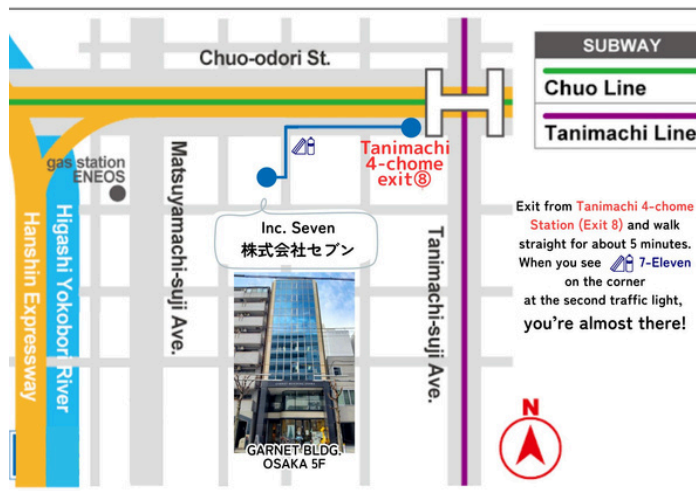 Chuo-odori St.
SUBWAY
Chuo Line
Tanimachi Line
gas station
ENEOS
Matsuyamachi-suji Ave.
Tanimachi
4-chome
exit⑧
Hanshin Expressway
Higashi Yokobori River
Inc. Seven
株式会社セブン
Tanimachi-suji Ave.
Exit from Tanimachi 4-chome
Station (Exit 8) and walk
straight for about 5 minutes.
When you see 7-Eleven
on the corner
at the second traffic light,
you're almost there!
GARNET BLDG.
OSAKA 5F
N